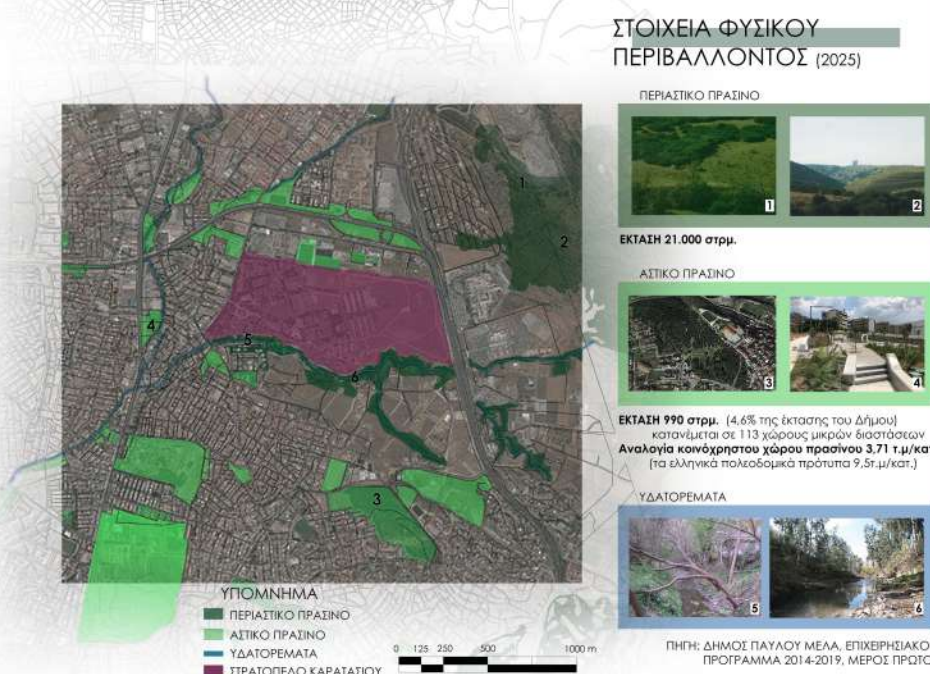 ΣΤΟΙΧΕΙΑ ΦΥΣΙΚΟΥ
ΠΕΡΙΒΑΛΛΟΝΤΟΣ (2025)
ΠΕΡΙΑΣΤΙΚΟ ΠΡΑΣΙΝΟ
1
2
ΕΚΤΑΣΗ 21.000 στρμ.
ΑΣΤΙΚΟ ΠΡΑΣΙΝΟ
3
4
ΕΚΤΑΣΗ 990 στρμ. (4,6% της έκτασης του Δήμου)
κατανέμεται σε 113 χώρους μικρών διαστάσεων
Αναλογία κοινόχρηστου χώρου πρασίνου 3,71 τ.μ/κατ
(τα ελληνικά πολεοδομικά πρότυπα 9,5τ.μ/κατ.)
ΥΔΑΤΟΡΕΜΑΤΑ
5
6
ΠΗΓΗ: ΔΗΜΟΣ ΠΑΥΛΟΥ ΜΕΛΑ, ΕΠΙΧΕΙΡΗΣΙΑΚΟ
ΠΡΟΓΡΑΜΜΑ 2014-2019, ΜΕΡΟΣ ΠΡΩΤΟ
1
2
4
5
6
3
ΥΠΟΜΝΗΜΑ
ΠΕΡΙΑΣΤΙΚΟ ΠΡΑΣΙΝΟ
ΑΣΤΙΚΟ ΠΡΑΣΙΝΟ
ΥΔΑΤΟΡΕΜΑΤΑ
ΣΤΡΑΤΟΠΕΔΟ ΚΑΡΑΤΑΣΙΟΥ
0 125 250 500 1000 m